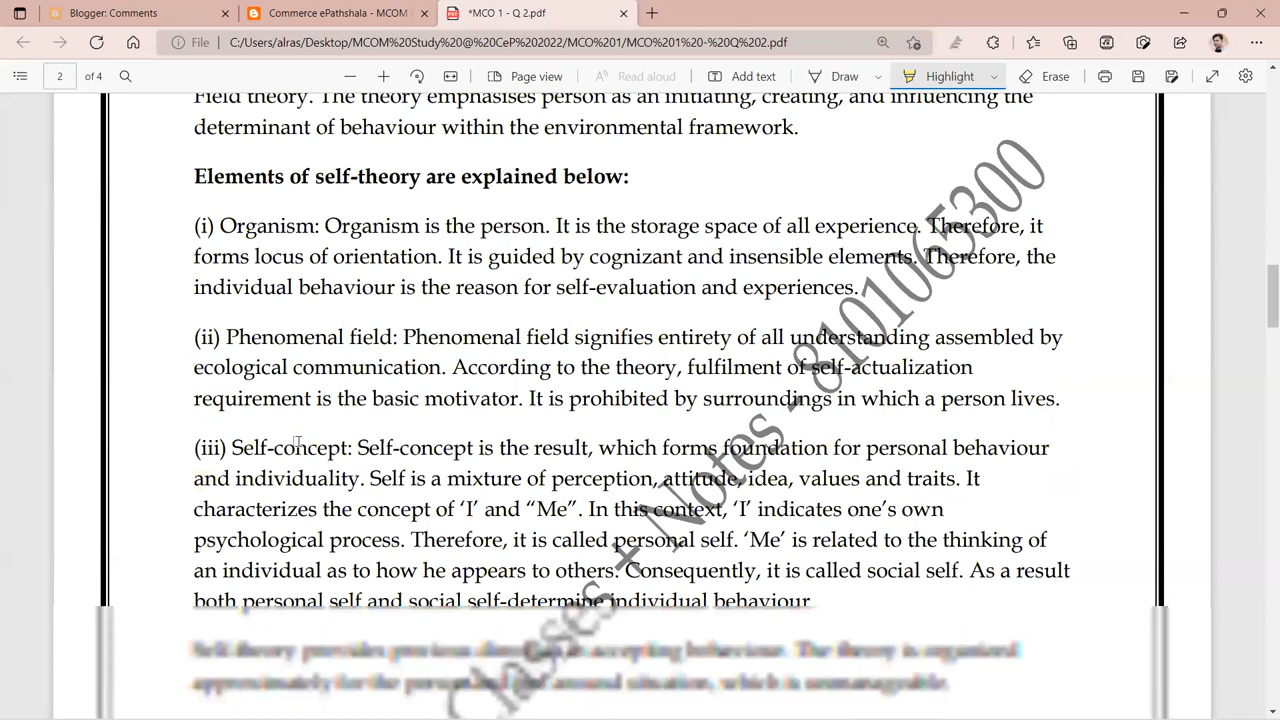 Blogger: Comments
Commerce ePathshala - MCOM
*MCO 1 - Q 2.pdf
File
C:/Users/alras/Desktop/MCOM%20Study%20@%20CeP%202022/MCO%201/MCO%201%20-%20Q%202.pdf
2 of 4
Page view
Read aloud
Add text
Draw
Highlight
Erase
Field theory. The theory emphasises person as an initiating, creating, and influencing the
determinant of behaviour within the environmental framework.
Elements of self-theory are explained below:
(i) Organism: Organism is the person. It is the storage space of all experience. Therefore, it
forms locus of orientation. It is guided by cognizant and insensible elements. Therefore, the
individual behaviour is the reason for self-evaluation and experiences.
(ii) Phenomenal field: Phenomenal field signifies entirety of all understanding assembled by
ecological communication. According to the theory, fulfilment of self-actualization
requirement is the basic motivator. It is prohibited by surroundings in which a person lives.
(iii) Self-concept: Self-concept is the result, which forms foundation for personal behaviour
and individuality. Self is a mixture of perception, attitude, idea, values and traits. It
characterizes the concept of ‘I’ and “Me”. In this context, ‘I’ indicates one’s own
psychological process. Therefore, it is called personal self. ‘Me’ is related to the thinking of
an individual as to how he appears to others. Consequently, it is called social self. As a result
both personal self and social self-determine individual behaviour
Classes + Notes - 8101065300